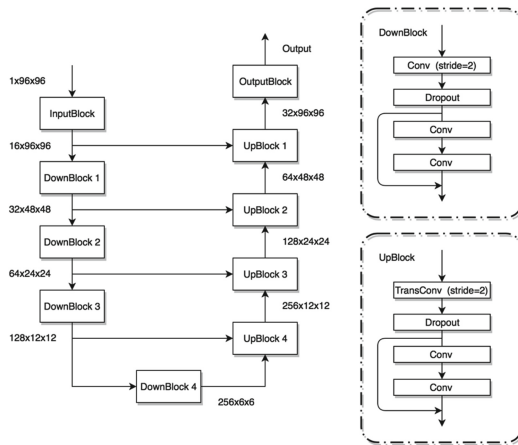 1x96x96
InputBlock
16x96x96
DownBlock 1
32x48x48
DownBlock 2
64x24x24
DownBlock 3
128x12x12
DownBlock 4
256x6x6
Output
OutputBlock
32x96x96
UpBlock 1
64x48x48
UpBlock 2
128x24x24
UpBlock 3
256x12x12
UpBlock 4
DownBlock
Conv (stride=2)
Dropout
Conv
Conv
UpBlock
TransConv (stride=2)
Dropout
Conv
Conv